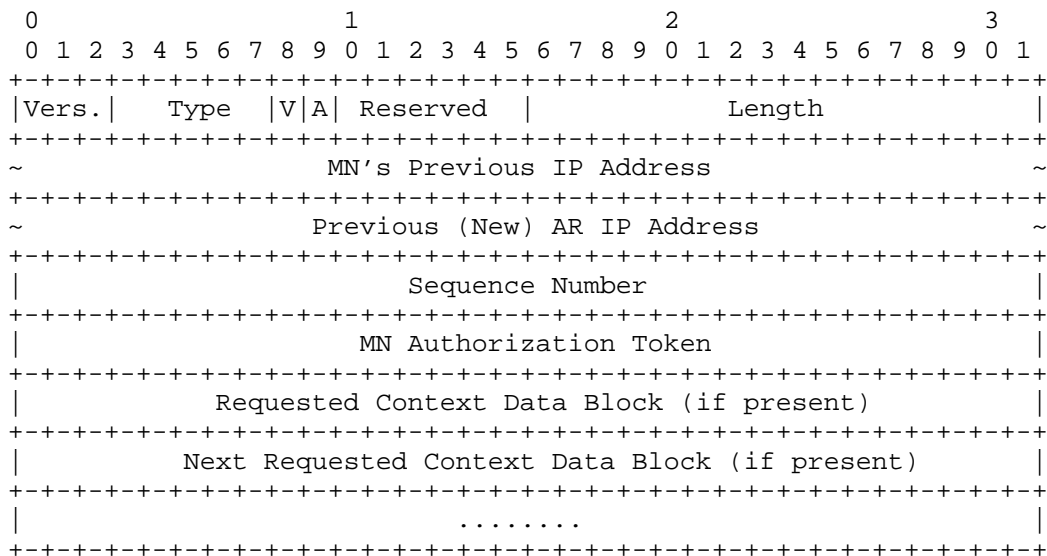 0                   1                   2                   3
 0 1 2 3 4 5 6 7 8 9 0 1 2 3 4 5 6 7 8 9 0 1 2 3 4 5 6 7 8 9 0 1
+-+-+-+-+-+-+-+-+-+-+-+-+-+-+-+-+-+-+-+-+-+-+-+-+-+-+-+-+-+-+-+-+
|Vers.|   Type  |V|A| Reserved  |            Length             |
+-+-+-+-+-+-+-+-+-+-+-+-+-+-+-+-+-+-+-+-+-+-+-+-+-+-+-+-+-+-+-+-+
~                   MN’s Previous IP Address                    ~
+-+-+-+-+-+-+-+-+-+-+-+-+-+-+-+-+-+-+-+-+-+-+-+-+-+-+-+-+-+-+-+-+
~                  Previous (New) AR IP Address                 ~
+-+-+-+-+-+-+-+-+-+-+-+-+-+-+-+-+-+-+-+-+-+-+-+-+-+-+-+-+-+-+-+-+
|                        Sequence Number                        |
+-+-+-+-+-+-+-+-+-+-+-+-+-+-+-+-+-+-+-+-+-+-+-+-+-+-+-+-+-+-+-+-+
|                     MN Authorization Token                    |
+-+-+-+-+-+-+-+-+-+-+-+-+-+-+-+-+-+-+-+-+-+-+-+-+-+-+-+-+-+-+-+-+
|            Requested Context Data Block (if present)          |
+-+-+-+-+-+-+-+-+-+-+-+-+-+-+-+-+-+-+-+-+-+-+-+-+-+-+-+-+-+-+-+-+
|          Next Requested Context Data Block (if present)       |
+-+-+-+-+-+-+-+-+-+-+-+-+-+-+-+-+-+-+-+-+-+-+-+-+-+-+-+-+-+-+-+-+
|                           ........                            |
+-+-+-+-+-+-+-+-+-+-+-+-+-+-+-+-+-+-+-+-+-+-+-+-+-+-+-+-+-+-+-+-+